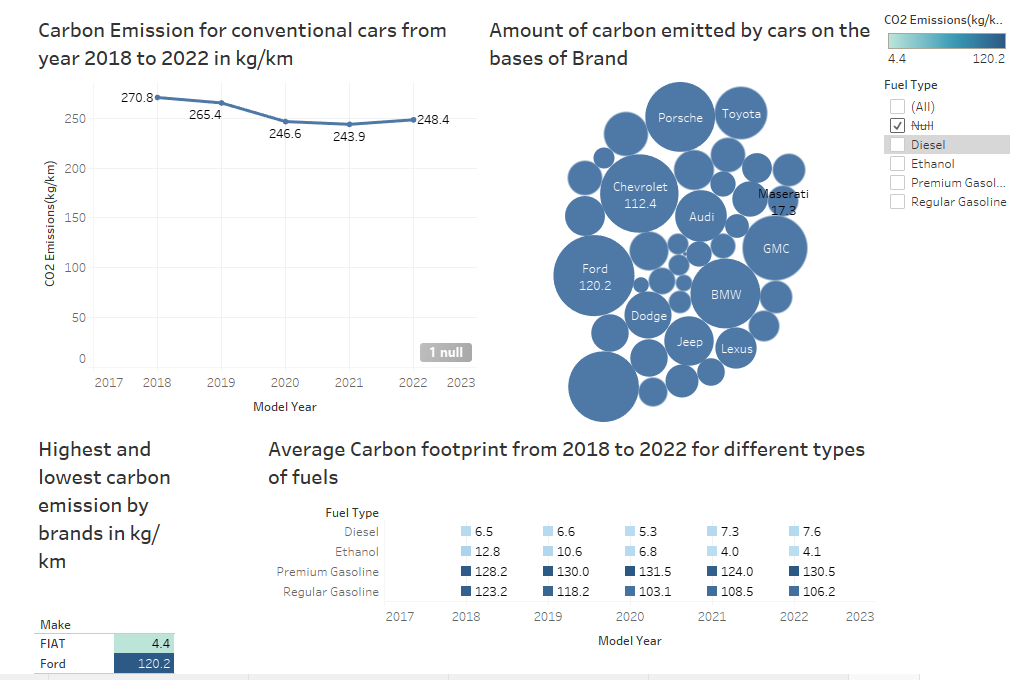 Carbon Emission for conventional cars from
year 2018 to 2022 in kg/km
CO2 Emissions(kg/km)
250
200
150
100
50
0
270.8
265.4
246.6
243.9
248.4
1 null
2017 2018 2019 2020 2021 2022 2023
Model Year
Amount of carbon emitted by cars on the
bases of Brand
Porsche
Toyota
Chevrolet
112.4
Maserati
17.3
Audi
GMC
Ford
120.2
BMW
Dodge
Jeep
Lexus
CO2 Emissions(kg/k..
4.4 120.2
Fuel Type
(All)
Null
Diesel
Ethanol
Premium Gasol...
Regular Gasoline
Highest and
lowest carbon
emission by
brands in kg/
km
Make
FIAT 4.4
Ford 120.2
Average Carbon footprint from 2018 to 2022 for different types
of fuels
Fuel Type
Diesel 6.5 6.6 5.3 7.3 7.6
Ethanol 12.8 10.6 6.8 4.0 4.1
Premium Gasoline 128.2 130.0 131.5 124.0 130.5
Regular Gasoline 123.2 118.2 103.1 108.5 106.2
2017 2018 2019 2020 2021 2022 2023
Model Year